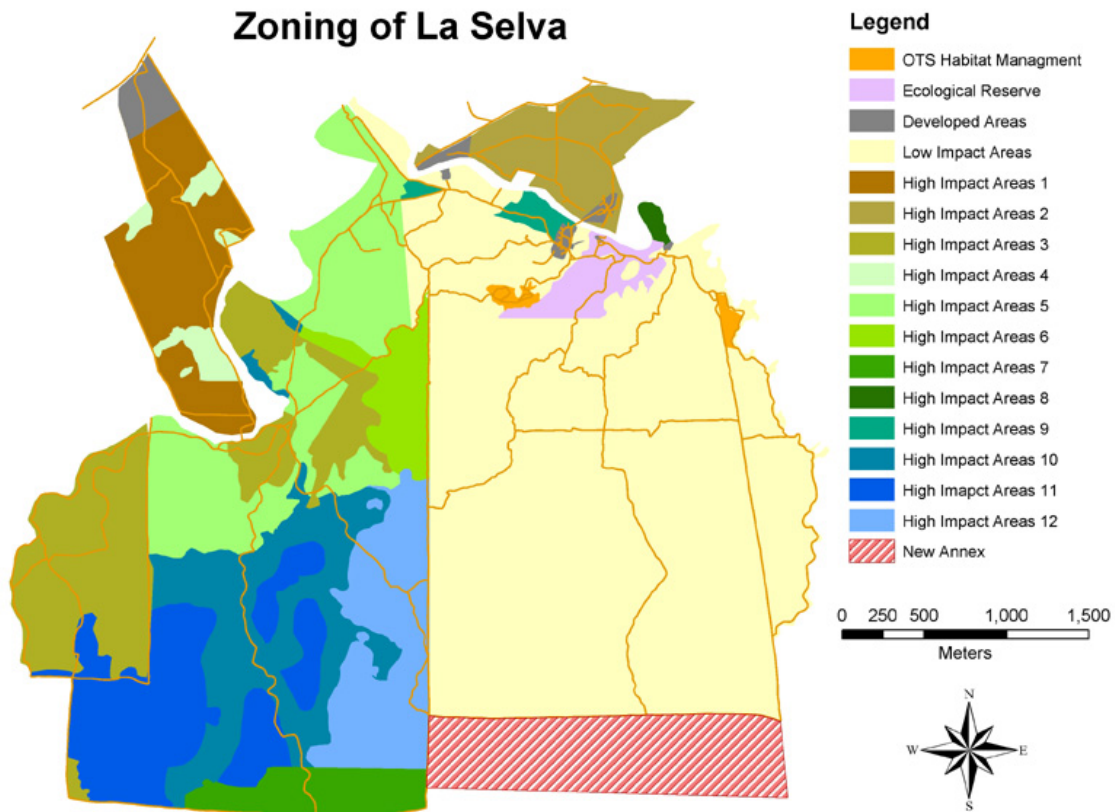 Zoning of La Selva
Legend
OTS Habitat Managment
Ecological Reserve
Developed Areas
Low Impact Areas
High Impact Areas 1
High Impact Areas 2
High Impact Areas 3
High Impact Areas 4
High Impact Areas 5
High Impact Areas 6
High Impact Areas 7
High Impact Areas 8
High Impact Areas 9
High Impact Areas 10
High Imapct Areas 11
High Impact Areas 12
New Annex
0 250 500 1,000 1,500
Meters
N
W E
S